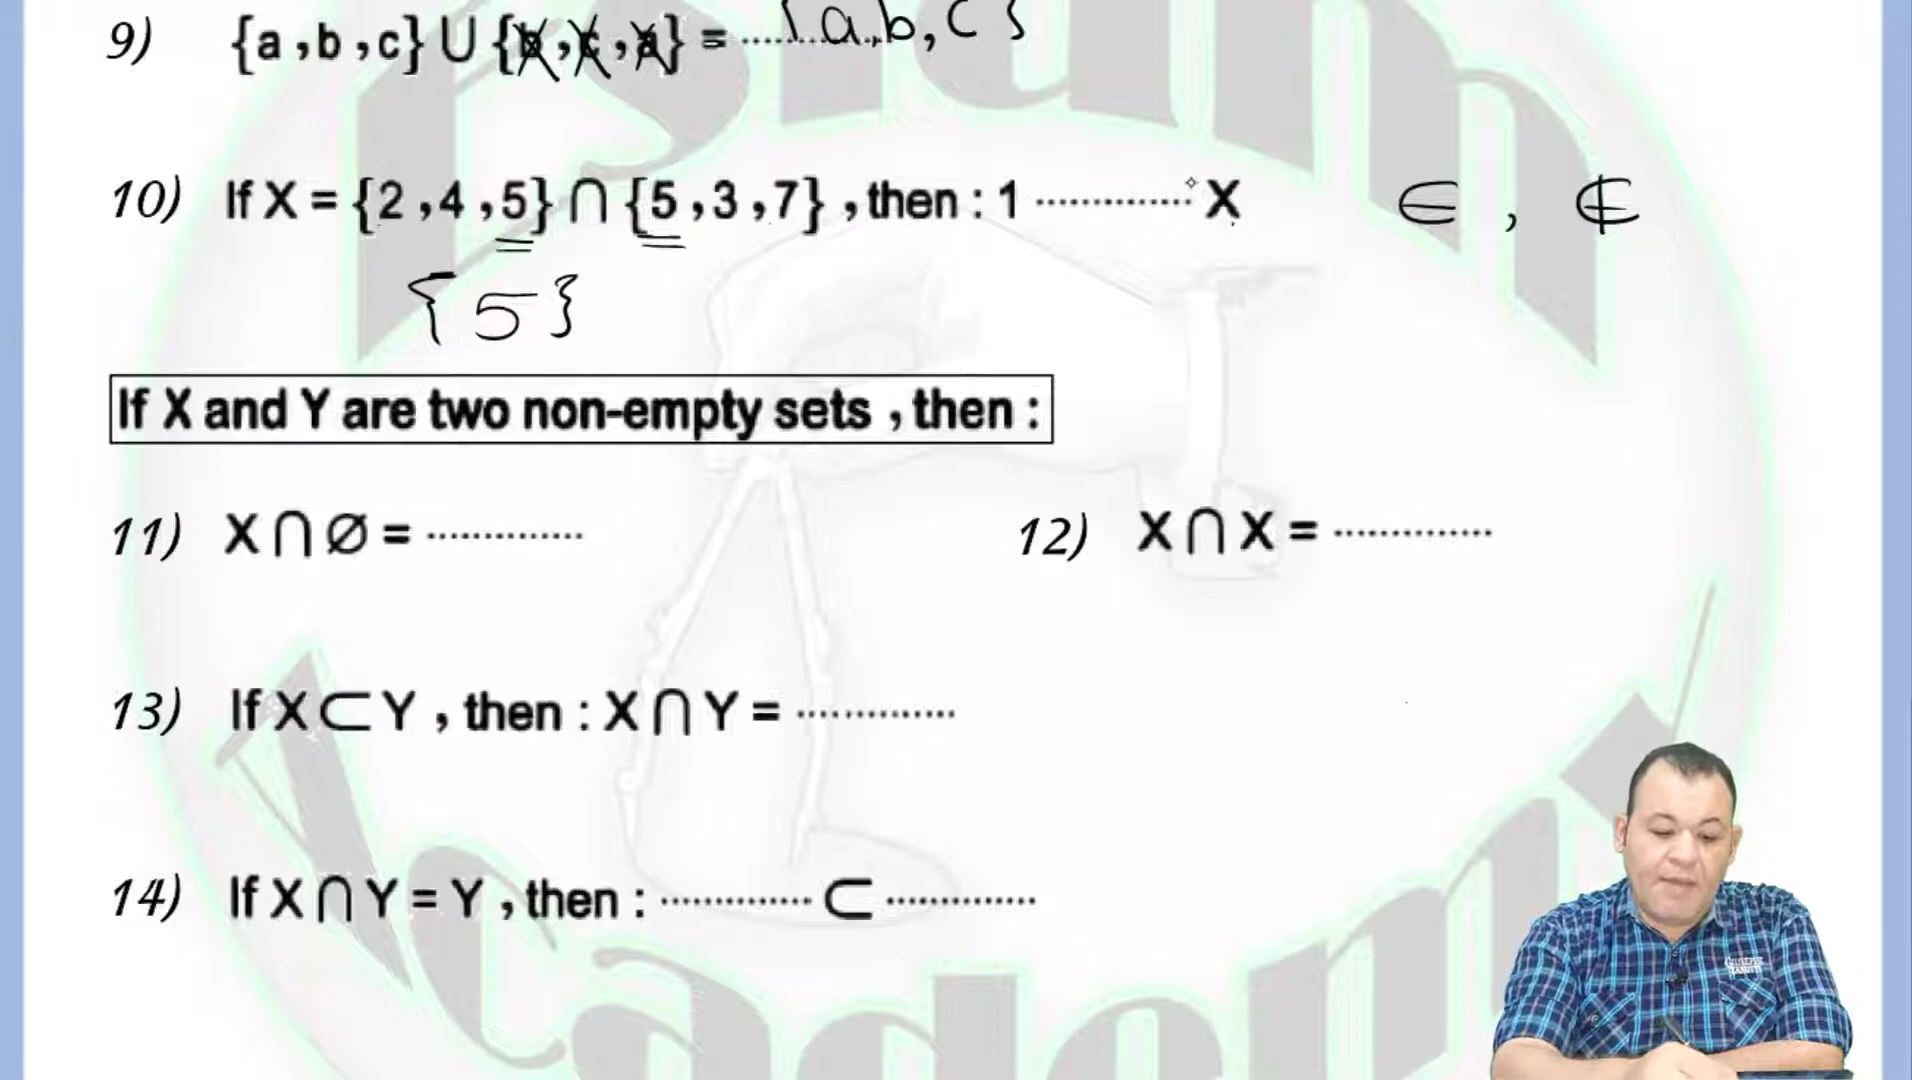 9) {a , b , c} ∪ {b , c , a} = .............. {a, b, c}
10) If X = {2 , 4 , 5} ∩ {5 , 3 , 7} , then : 1 .............. X ∈ , ∉
{5}
If X and Y are two non-empty sets , then :
11) X ∩ ∅ = ..............
12) X ∩ X = ..............
13) If X ⊂ Y , then : X ∩ Y = ..............
14) If X ∩ Y = Y , then : .............. ⊂ ..............